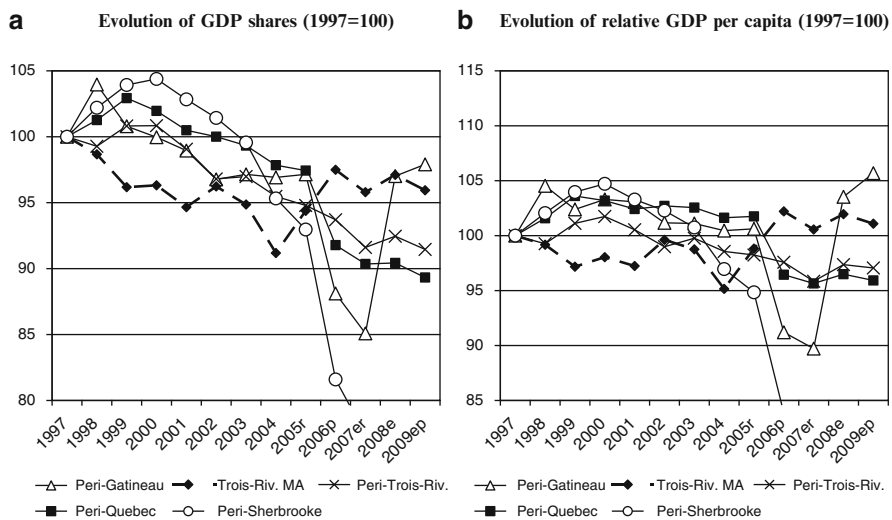 a Evolution of GDP shares (1997=100)
105
100
95
90
85
80
1997 1998 1999 2000 2001 2002 2003 2004 2005r 2006p 2007er 2008e 2009ep
Peri-Gatineau Trois-Riv. MA Peri-Trois-Riv.
Peri-Quebec Peri-Sherbrooke
b Evolution of relative GDP per capita (1997=100)
115
110
105
100
95
90
85
1997 1998 1999 2000 2001 2002 2003 2004 2005r 2006p 2007er 2008e 2009ep
Peri-Gatineau Trois-Riv. MA Peri-Trois-Riv.
Peri-Quebec Peri-Sherbrooke